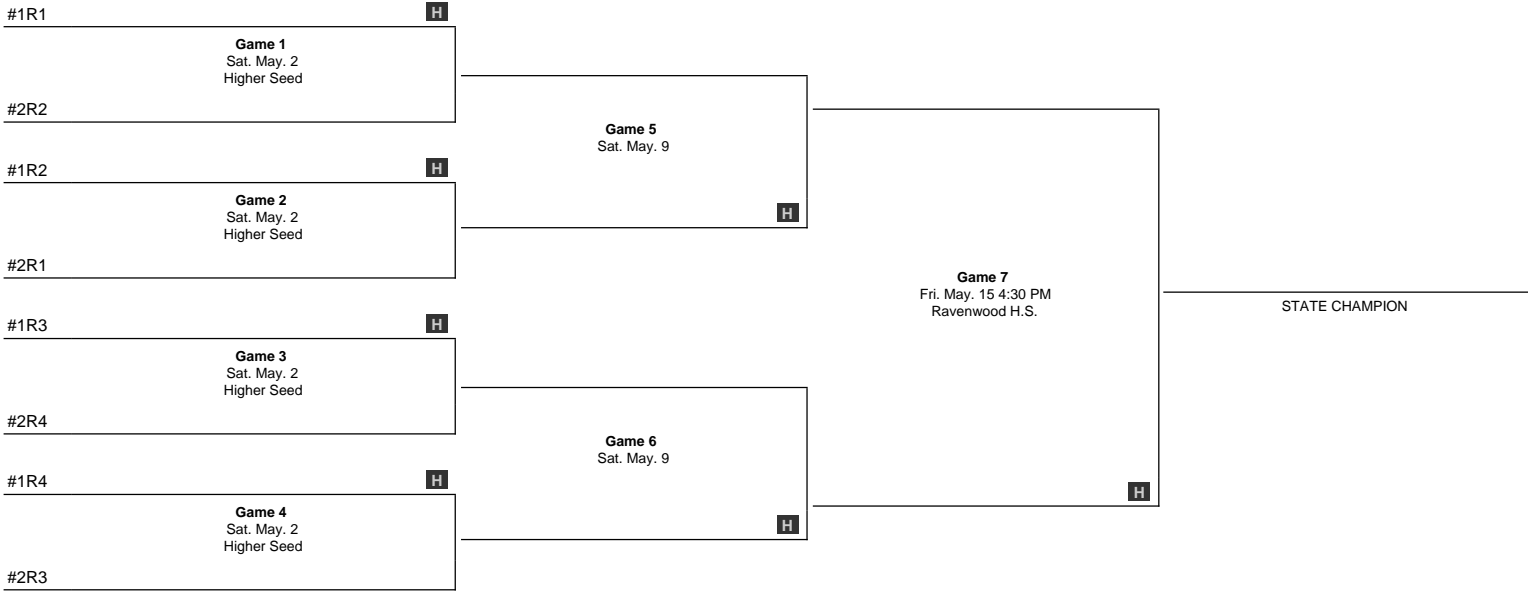 #1R1
H
Game 1
Sat. May. 2
Higher Seed
#2R2
#1R2
H
Game 2
Sat. May. 2
Higher Seed
#2R1
#1R3
H
Game 3
Sat. May. 2
Higher Seed
#2R4
#1R4
H
Game 4
Sat. May. 2
Higher Seed
#2R3
Game 5
Sat. May. 9
H
Game 6
Sat. May. 9
H
Game 7
Fri. May. 15 4:30 PM
Ravenwood H.S.
H
STATE CHAMPION